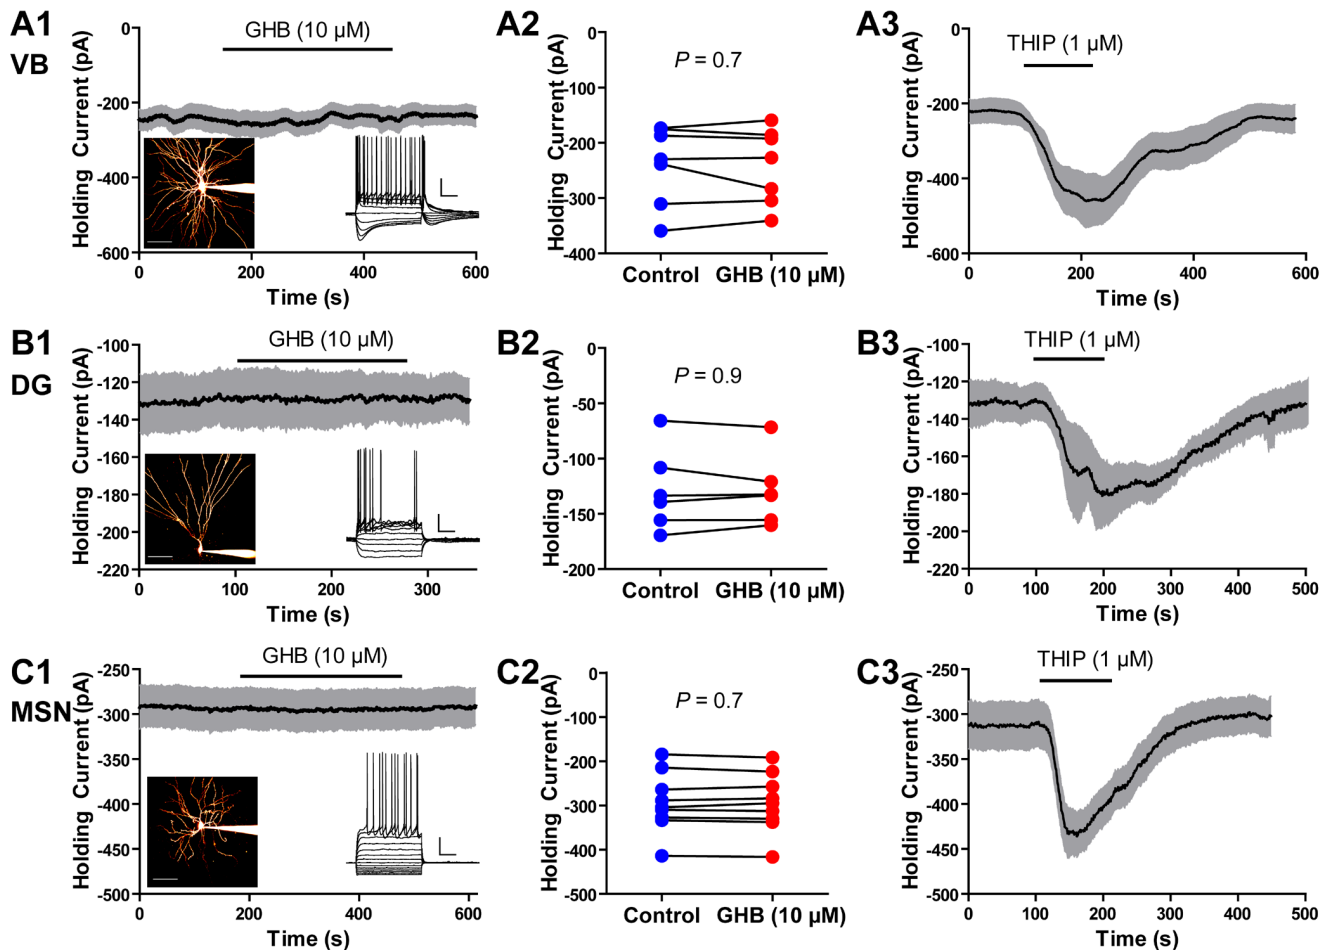 A1
VB
GHB (10 µM)
Holding Current (pA)
0
-200
-400
-600
0
200
400
600
Time (s)
A2
P = 0.7
Holding Current (pA)
0
-100
-200
-300
-400
Control
GHB (10 µM)
A3
THIP (1 µM)
Holding Current (pA)
0
-200
-400
-600
0
200
400
600
Time (s)
B1
DG
GHB (10 µM)
Holding Current (pA)
-100
-120
-140
-160
-180
-200
-220
0
100
200
300
Time (s)
B2
P = 0.9
Holding Current (pA)
0
-50
-100
-150
-200
Control
GHB (10 µM)
B3
THIP (1 µM)
Holding Current (pA)
-100
-120
-140
-160
-180
-200
-220
0
100
200
300
400
500
Time (s)
C1
MSN
GHB (10 µM)
Holding Current (pA)
-250
-300
-350
-400
-450
-500
0
200
400
600
Time (s)
C2
P = 0.7
Holding Current (pA)
0
-100
-200
-300
-400
-500
Control
GHB (10 µM)
C3
THIP (1 µM)
Holding Current (pA)
-250
-300
-350
-400
-450
-500
0
100
200
300
400
500
Time (s)